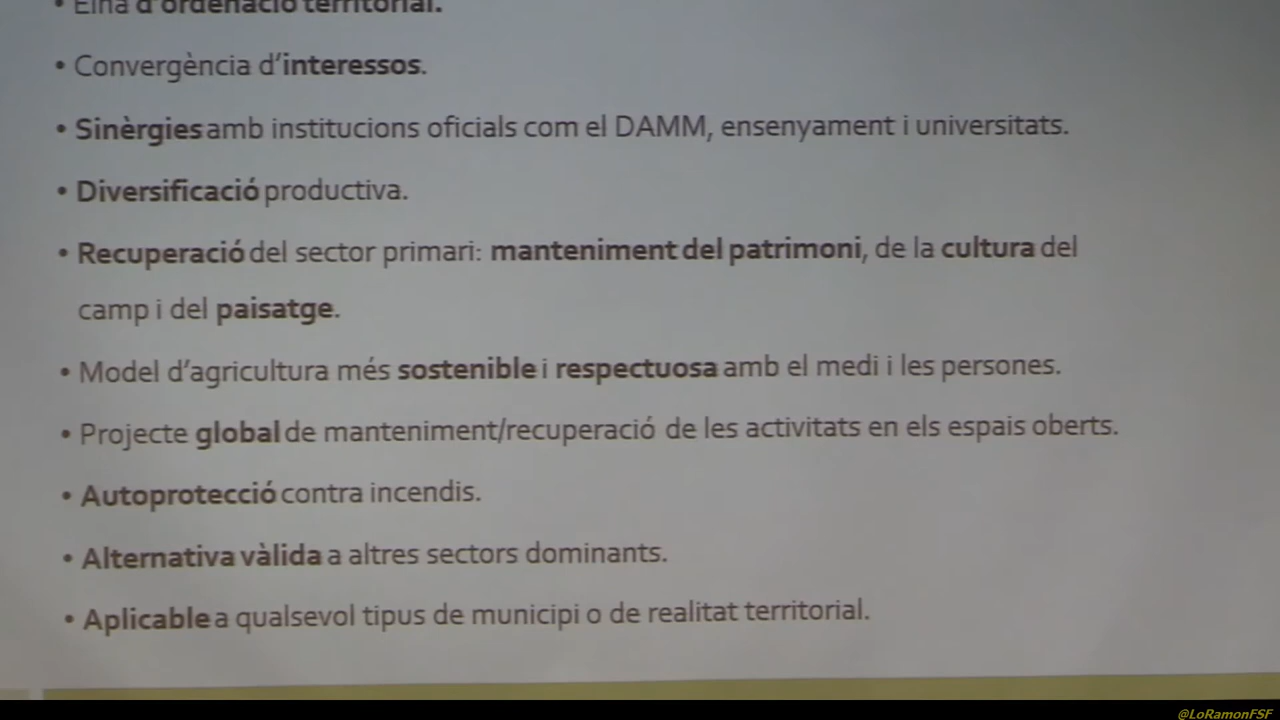 • Eina d'ordenació territorial.
• Convergència d'interessos.
• Sinèrgies amb institucions oficials com el DAMM, ensenyament i universitats.
• Diversificació productiva.
• Recuperació del sector primari: manteniment del patrimoni, de la cultura del
camp i del paisatge.
• Model d'agricultura més sostenible i respectuosa amb el medi i les persones.
• Projecte global de manteniment/recuperació de les activitats en els espais oberts.
• Autoprotecció contra incendis.
• Alternativa vàlida a altres sectors dominants.
• Aplicable a qualsevol tipus de municipi o de realitat territorial.
@LoRamonFSF